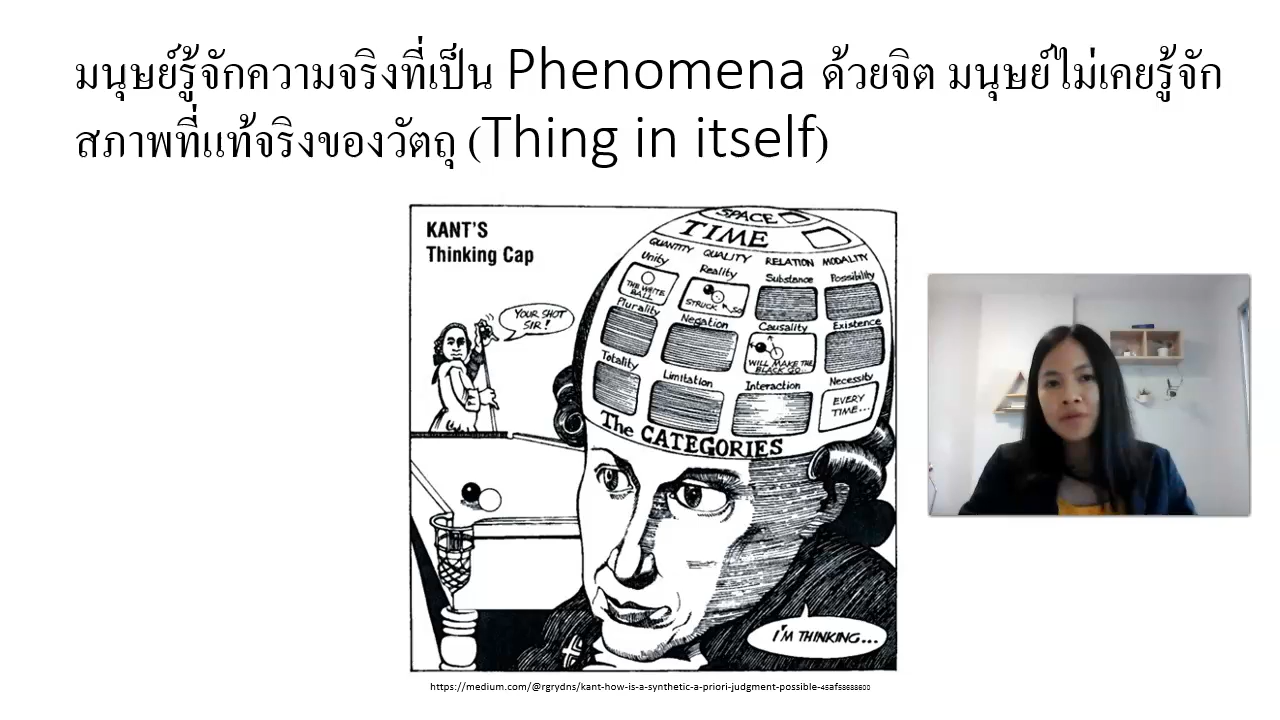 มนุษย์รู้จักความจริงที่เป็น Phenomena ด้วยจิต มนุษย์ไม่เคยรู้จัก
สภาพที่แท้จริงของวัตถุ (Thing in itself)
KANT'S
Thinking Cap
SPACE
TIME
QUANTITY QUALITY RELATION MODALITY
Unity Reality Substance Possibility
THE WHITE
BALL
STRUCK SO
Plurality Negation Causality Existence
WILL MAKE THE
BLACK GO
Totality Limitation Interaction Necessity
EVERY
TIME...
The CATEGORIES
YOUR SHOT
SIR!
I'M THINKING...
https://medium.com/@rgrydns/kant-how-is-a-synthetic-a-priori-judgment-possible-45af58688600